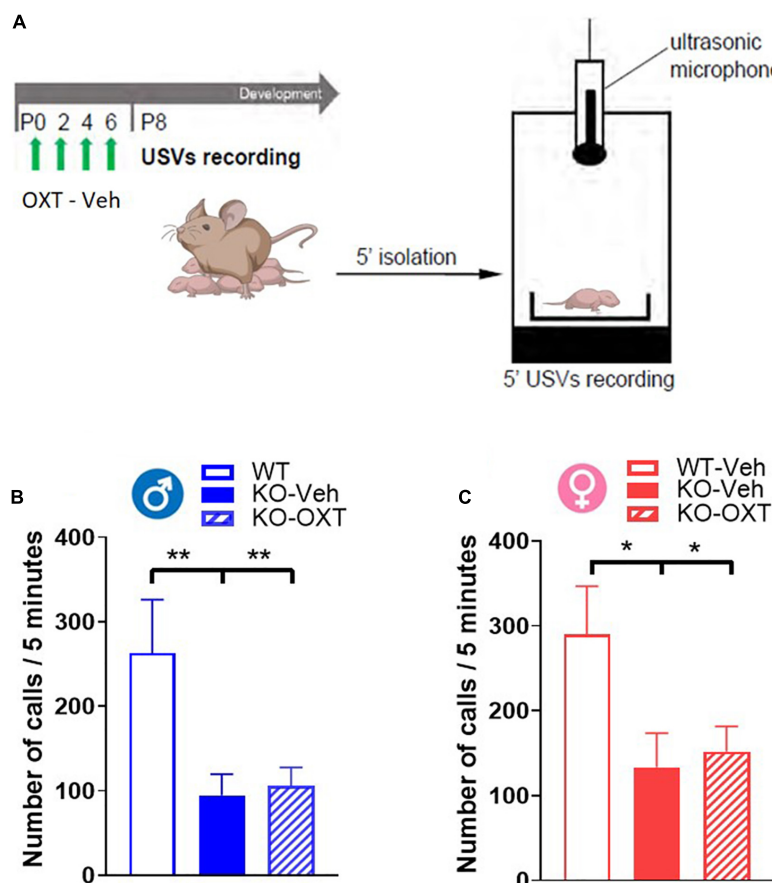 A
Development
P0 2 4 6 P8
USVs recording
OXT - Veh
5' isolation
ultrasonic
microphone
5' USVs recording
B
WT
KO-Veh
KO-OXT
Number of calls / 5 minutes
400
300
200
100
0
** **
C
WT-Veh
KO-Veh
KO-OXT
Number of calls / 5 minutes
400
300
200
100
0
* *